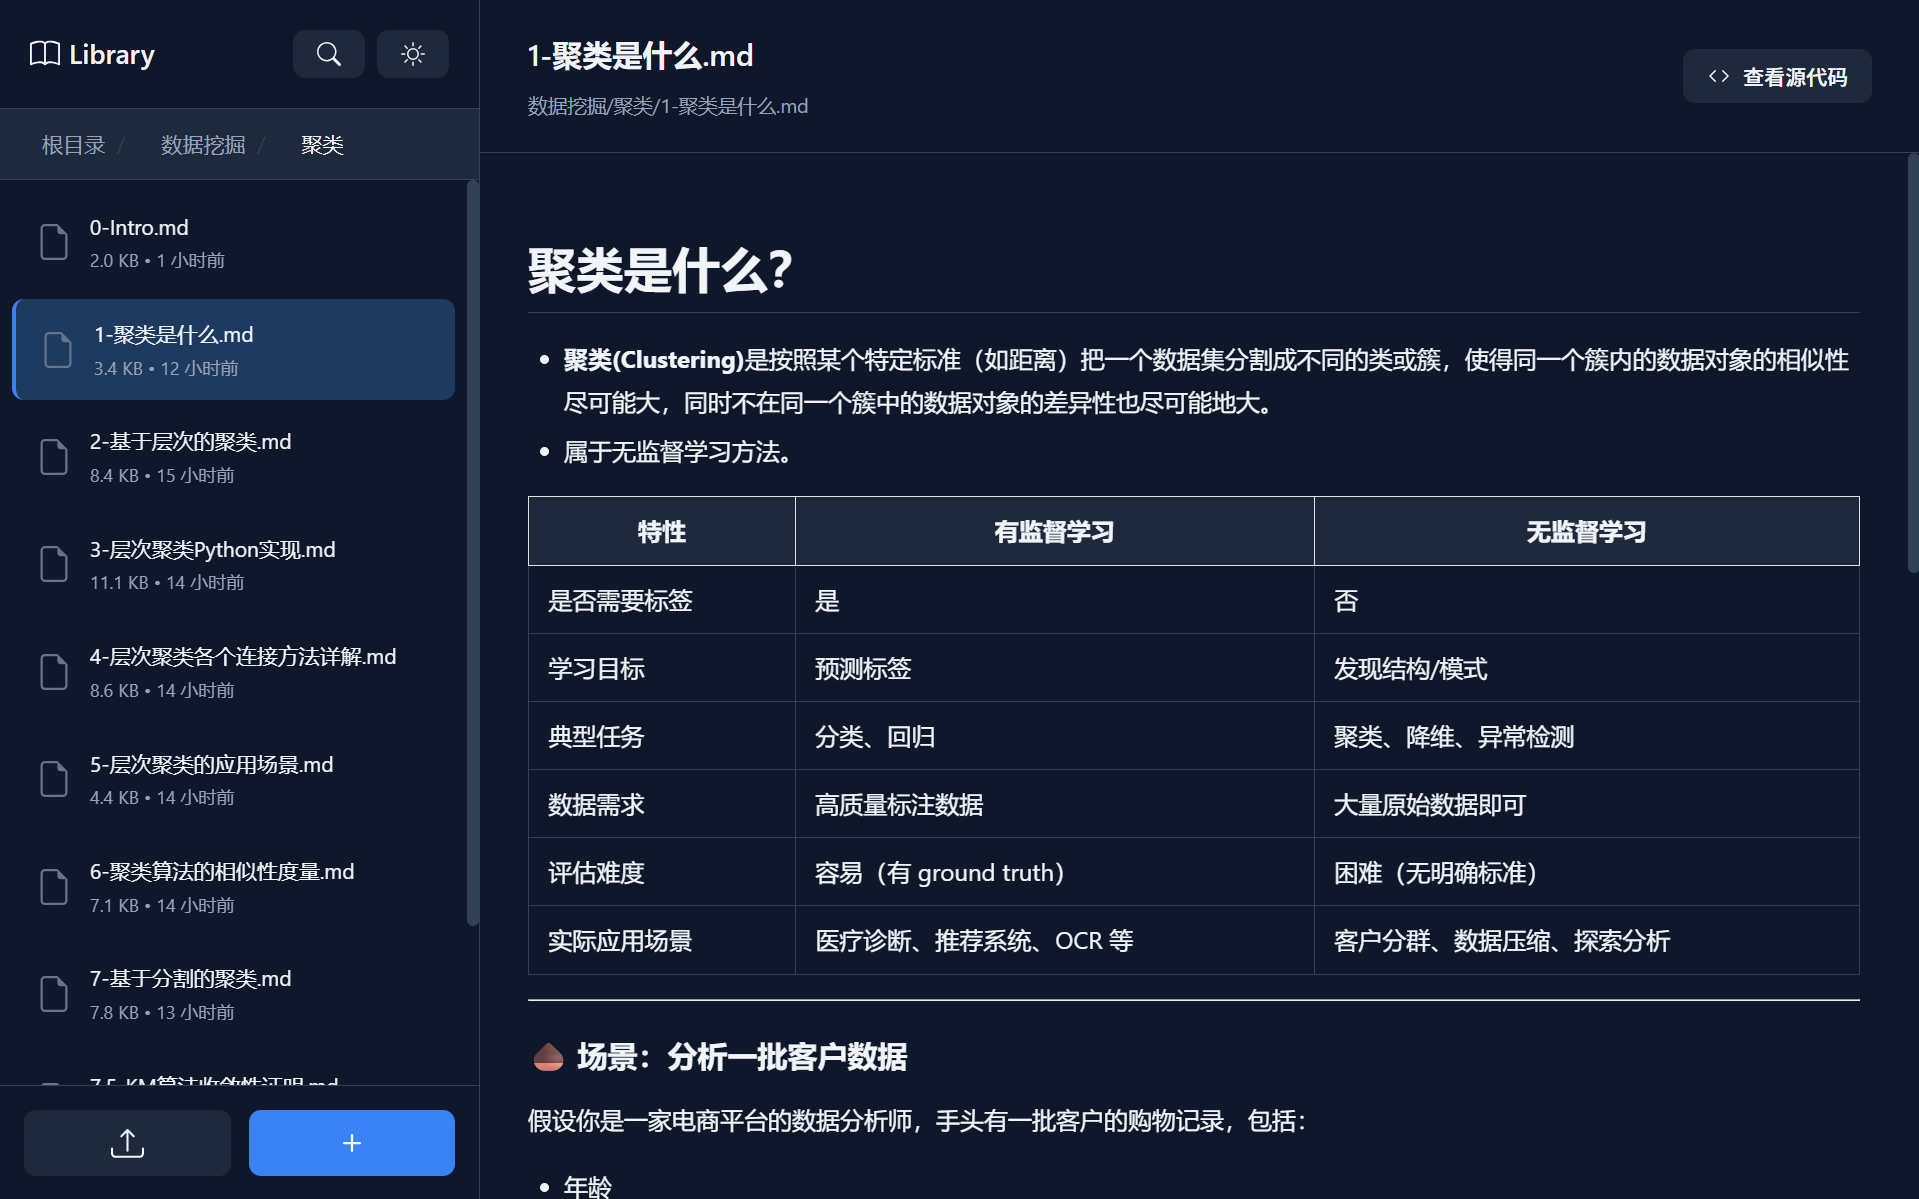 Library
根目录 / 数据挖掘 / 聚类
0-Intro.md
2.0 KB • 1 小时前
1-聚类是什么.md
3.4 KB • 12 小时前
2-基于层次的聚类.md
8.4 KB • 15 小时前
3-层次聚类Python实现.md
11.1 KB • 14 小时前
4-层次聚类各个连接方法详解.md
8.6 KB • 14 小时前
5-层次聚类的应用场景.md
4.4 KB • 14 小时前
6-聚类算法的相似性度量.md
7.1 KB • 14 小时前
7-基于分割的聚类.md
7.8 KB • 13 小时前
7.5-KM算法收敛性证明.md
1-聚类是什么.md
数据挖掘/聚类/1-聚类是什么.md
查看源代码
聚类是什么？
聚类(Clustering)是按照某个特定标准（如距离）把一个数据集分割成不同的类或簇，使得同一个簇内的数据对象的相似性
尽可能大，同时不在同一个簇中的数据对象的差异性也尽可能地大。
属于无监督学习方法。
特性 有监督学习 无监督学习
是否需要标签 是 否
学习目标 预测标签 发现结构/模式
典型任务 分类、回归 聚类、降维、异常检测
数据需求 高质量标注数据 大量原始数据即可
评估难度 容易（有 ground truth） 困难（无明确标准）
实际应用场景 医疗诊断、推荐系统、OCR 等 客户分群、数据压缩、探索分析
场景：分析一批客户数据
假设你是一家电商平台的数据分析师，手头有一批客户的购物记录，包括：
年龄